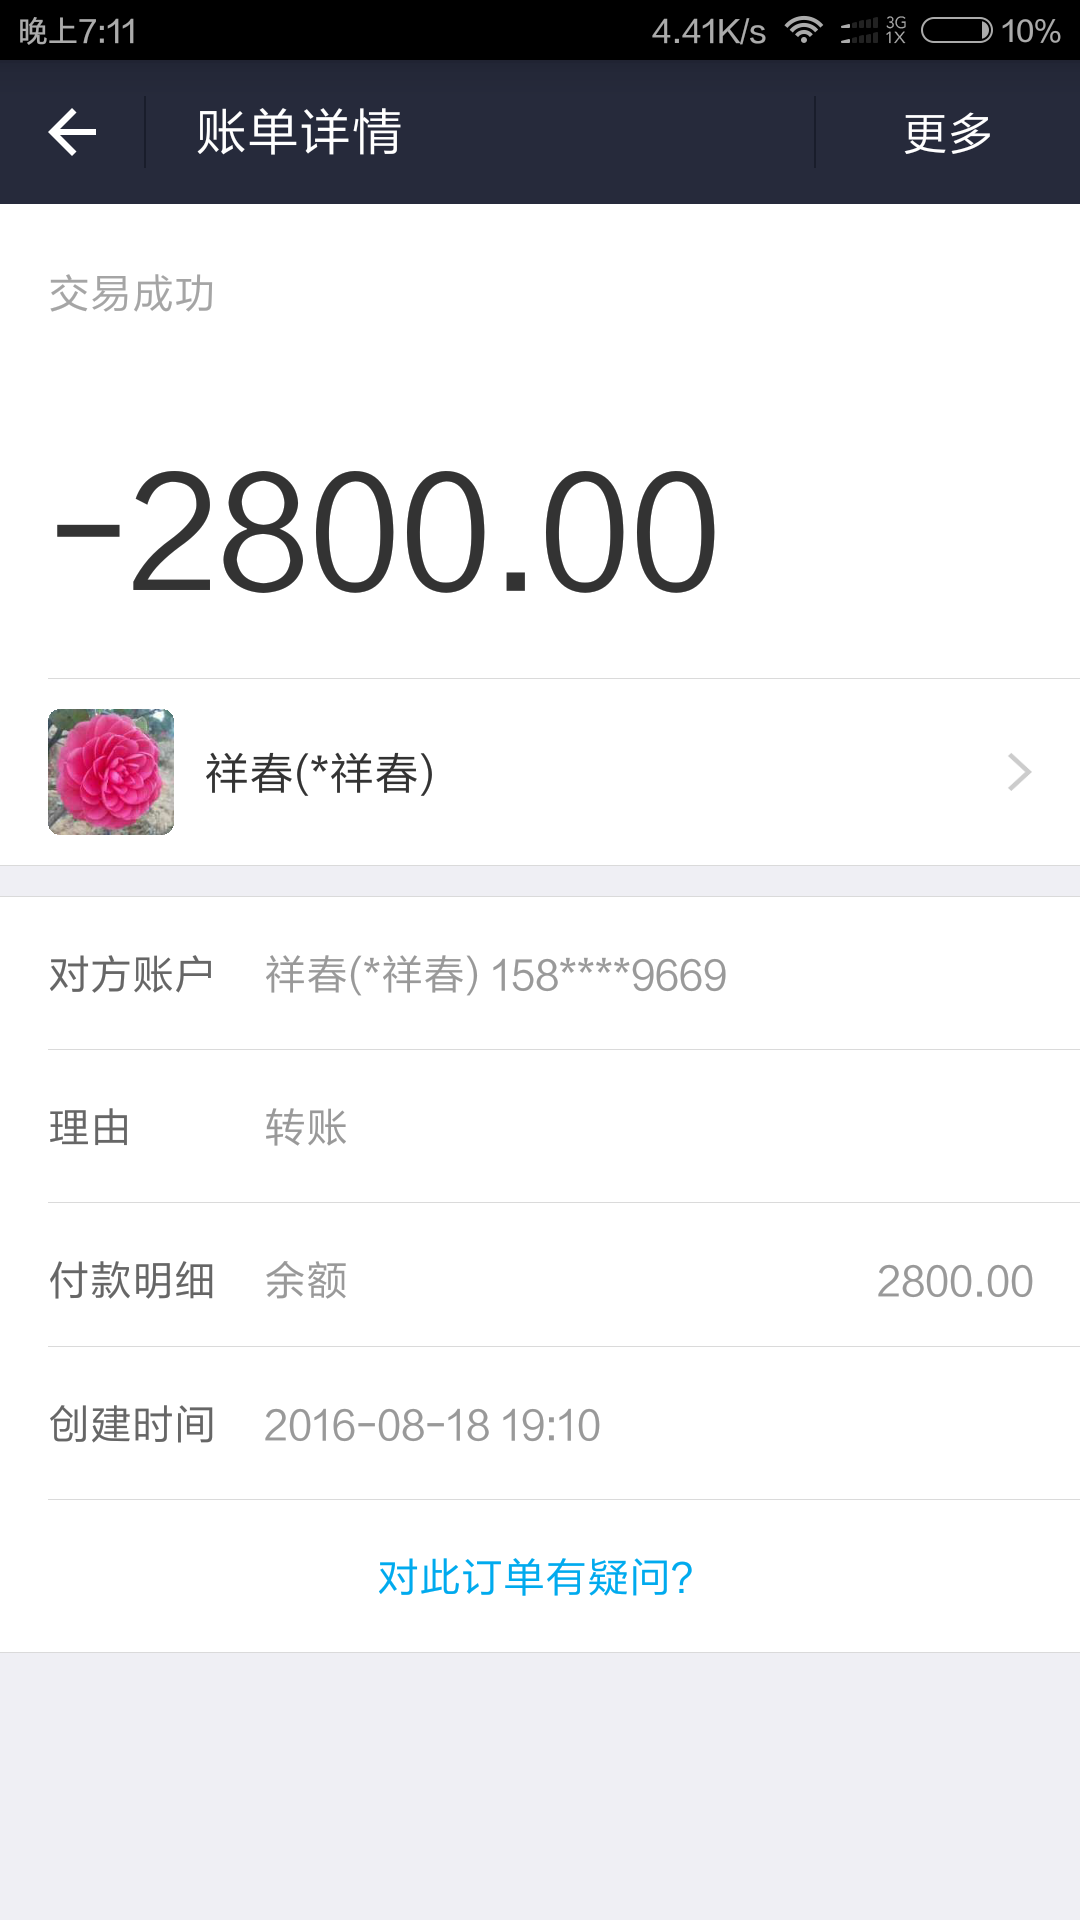 晚上7:11 4.41K/s 3G 1X 10%
账单详情 更多
交易成功
-2800.00
祥春(*祥春)
对方账户 祥春(*祥春) 158****9669
理由 转账
付款明细 余额 2800.00
创建时间 2016-08-18 19:10
对此订单有疑问?